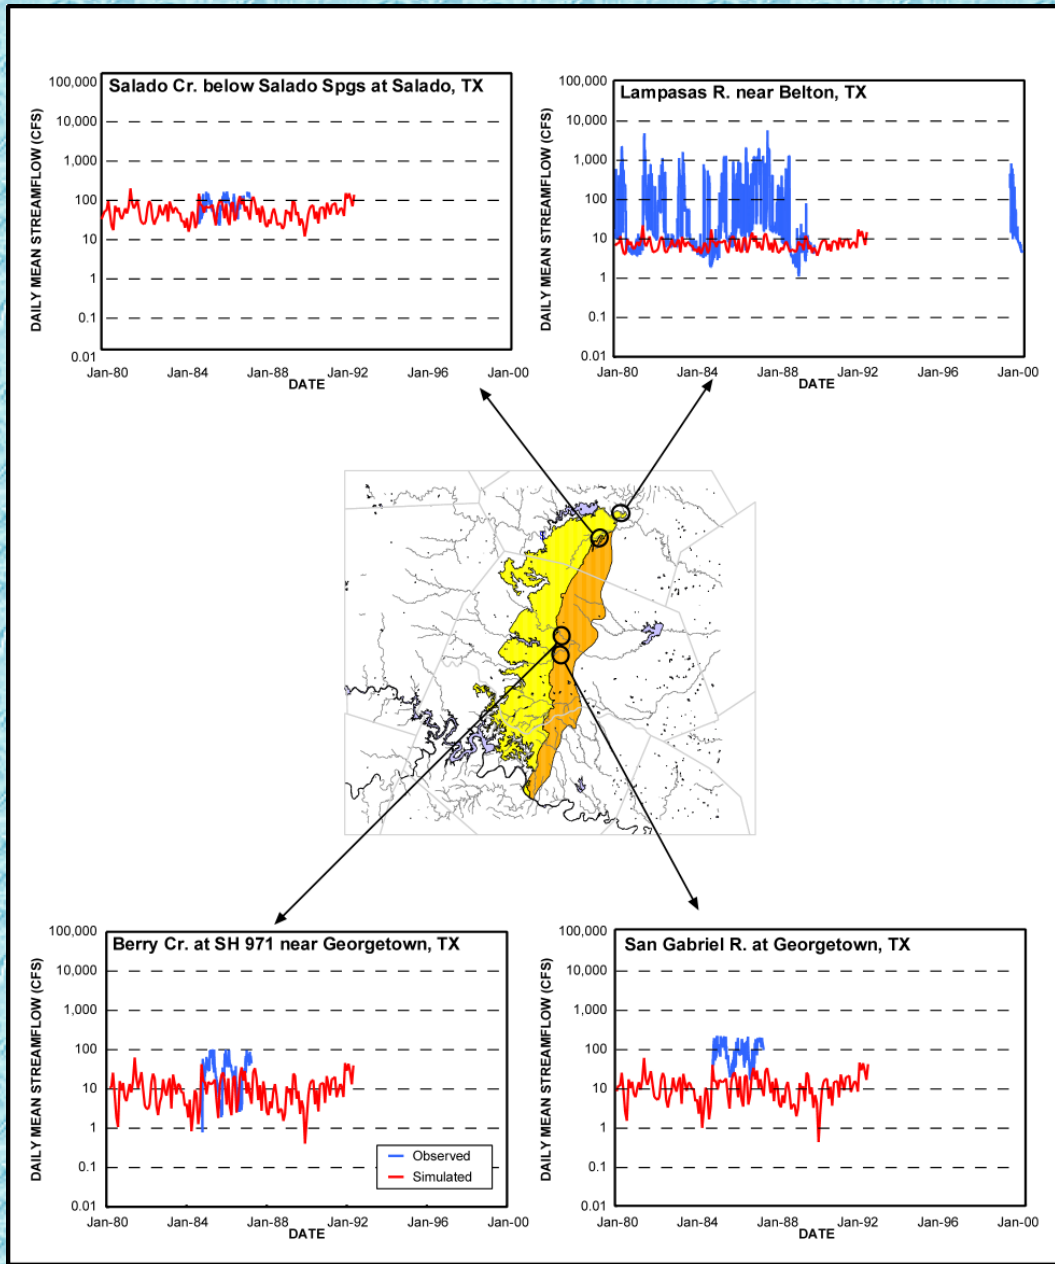 Salado Cr. below Salado Spgs at Salado, TX
100,000
10,000
1,000
100
10
1
0.1
0.01
DAILY MEAN STREAMFLOW (CFS)
Jan-80 Jan-84 Jan-88 Jan-92 Jan-96 Jan-00
DATE
Lampasas R. near Belton, TX
100,000
10,000
1,000
100
10
1
0.1
0.01
DAILY MEAN STREAMFLOW (CFS)
Jan-80 Jan-84 Jan-88 Jan-92 Jan-96 Jan-00
DATE
Berry Cr. at SH 971 near Georgetown, TX
100,000
10,000
1,000
100
10
1
0.1
0.01
DAILY MEAN STREAMFLOW (CFS)
Observed
Simulated
Jan-80 Jan-84 Jan-88 Jan-92 Jan-96 Jan-00
DATE
San Gabriel R. at Georgetown, TX
100,000
10,000
1,000
100
10
1
0.1
0.01
DAILY MEAN STREAMFLOW (CFS)
Jan-80 Jan-84 Jan-88 Jan-92 Jan-96 Jan-00
DATE